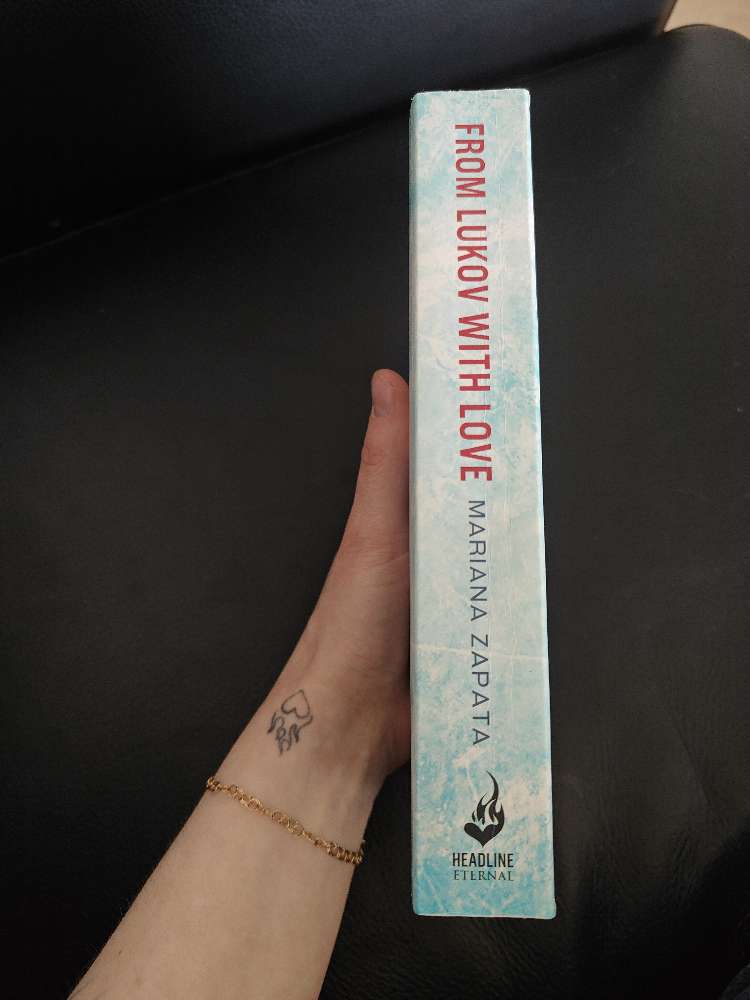 FROM LUKOV WITH LOVE
MARIANA ZAPATA
HEADLINE
ETERNAL